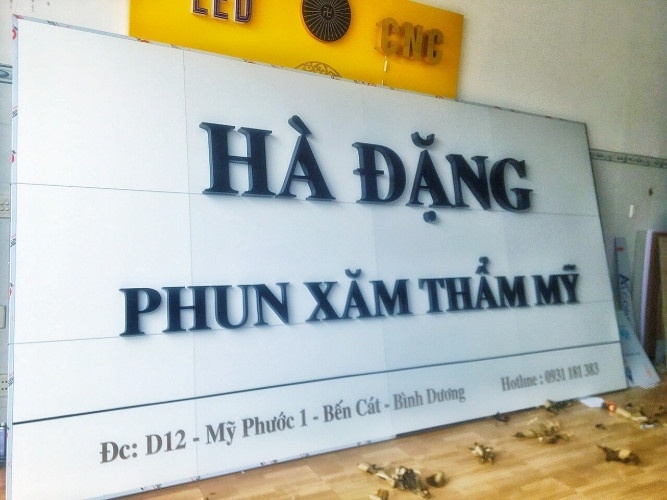 LED
CNC
HÀ ĐẶNG
PHUN XĂM THẨM MỸ
Đc: D12 - Mỹ Phước 1 - Bến Cát - Bình Dương
Hotline : 0931 181 383